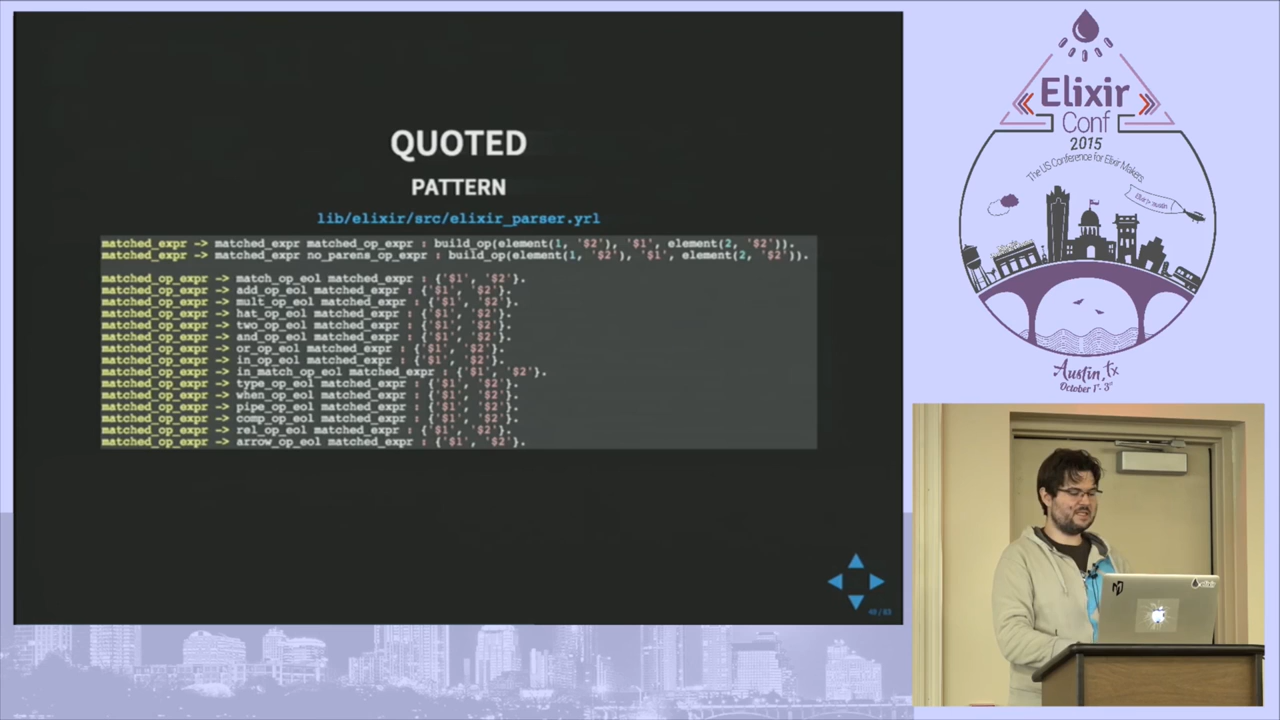 QUOTED
PATTERN
lib/elixir/src/elixir_parser.yrl
matched_expr -> matched_expr matched_op_expr : build_op(element(1, '$2'), '$1', element(2, '$2')).
matched_expr -> matched_expr no_parens_op_expr : build_op(element(1, '$2'), '$1', element(2, '$2')).
matched_op_expr -> match_op_eol matched_expr : {'$1', '$2'}.
matched_op_expr -> add_op_eol matched_expr : {'$1', '$2'}.
matched_op_expr -> mult_op_eol matched_expr : {'$1', '$2'}.
matched_op_expr -> hat_op_eol matched_expr : {'$1', '$2'}.
matched_op_expr -> two_op_eol matched_expr : {'$1', '$2'}.
matched_op_expr -> and_op_eol matched_expr : {'$1', '$2'}.
matched_op_expr -> or_op_eol matched_expr : {'$1', '$2'}.
matched_op_expr -> in_op_eol matched_expr : {'$1', '$2'}.
matched_op_expr -> in_match_op_eol matched_expr : {'$1', '$2'}.
matched_op_expr -> type_op_eol matched_expr : {'$1', '$2'}.
matched_op_expr -> when_op_eol matched_expr : {'$1', '$2'}.
matched_op_expr -> pipe_op_eol matched_expr : {'$1', '$2'}.
matched_op_expr -> comp_op_eol matched_expr : {'$1', '$2'}.
matched_op_expr -> rel_op_eol matched_expr : {'$1', '$2'}.
matched_op_expr -> arrow_op_eol matched_expr : {'$1', '$2'}.
Elixir
Conf
2015
The US Conference for Elixir Makers
Austin, Tx
October 1st - 3rd